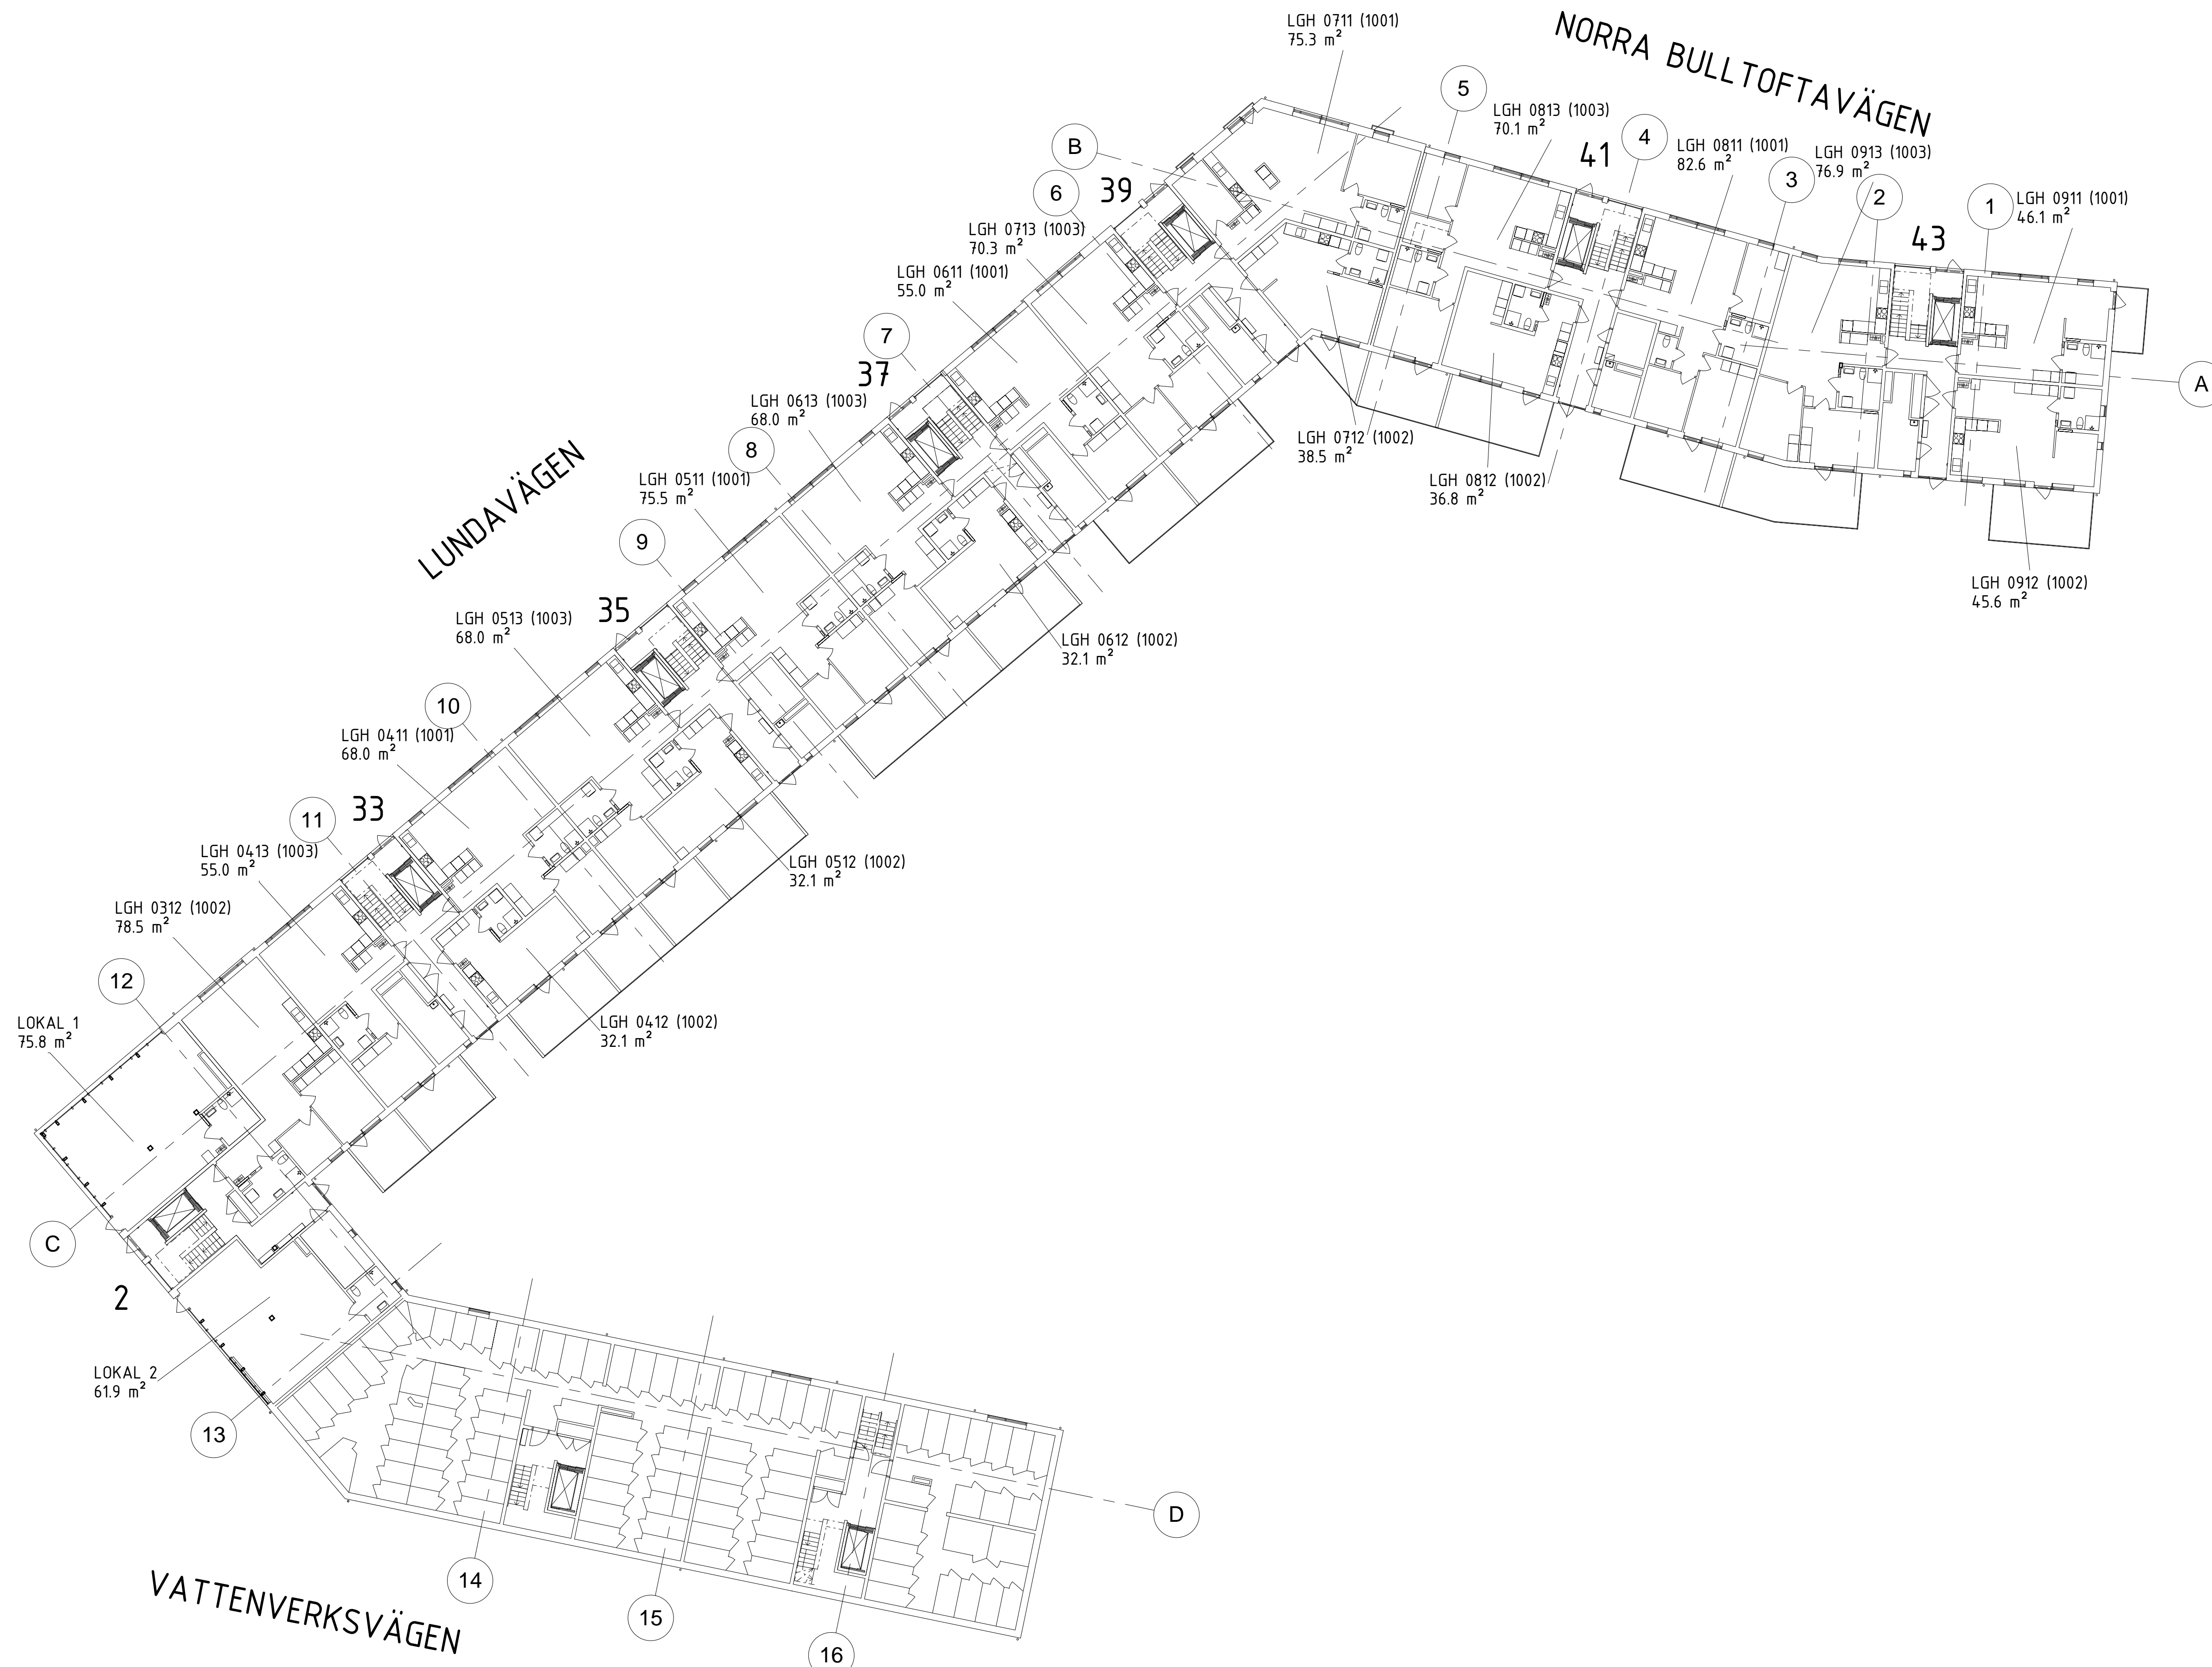 LGH 0711 (1001)
75.3 m²
NORRA BULLTOFTAVÄGEN
5
LGH 0813 (1003)
70.1 m²
B
41
4
LGH 0811 (1001)
82.6 m²
LGH 0913 (1003)
76.9 m²
3
2
39
6
1
LGH 0911 (1001)
46.1 m²
43
LGH 0713 (1003)
70.3 m²
LGH 0611 (1001)
55.0 m²
7
37
A
LGH 0613 (1003)
68.0 m²
8
LGH 0712 (1002)
38.5 m²
LUNDAVÄGEN
LGH 0511 (1001)
75.5 m²
LGH 0812 (1002)
36.8 m²
9
LGH 0912 (1002)
45.6 m²
35
LGH 0513 (1003)
68.0 m²
LGH 0612 (1002)
32.1 m²
10
LGH 0411 (1001)
68.0 m²
33
11
LGH 0413 (1003)
55.0 m²
LGH 0512 (1002)
32.1 m²
LGH 0312 (1002)
78.5 m²
12
LOKAL 1
75.8 m²
LGH 0412 (1002)
32.1 m²
C
2
LOKAL 2
61.9 m²
13
D
14
VATTENVERKSVÄGEN
15
16